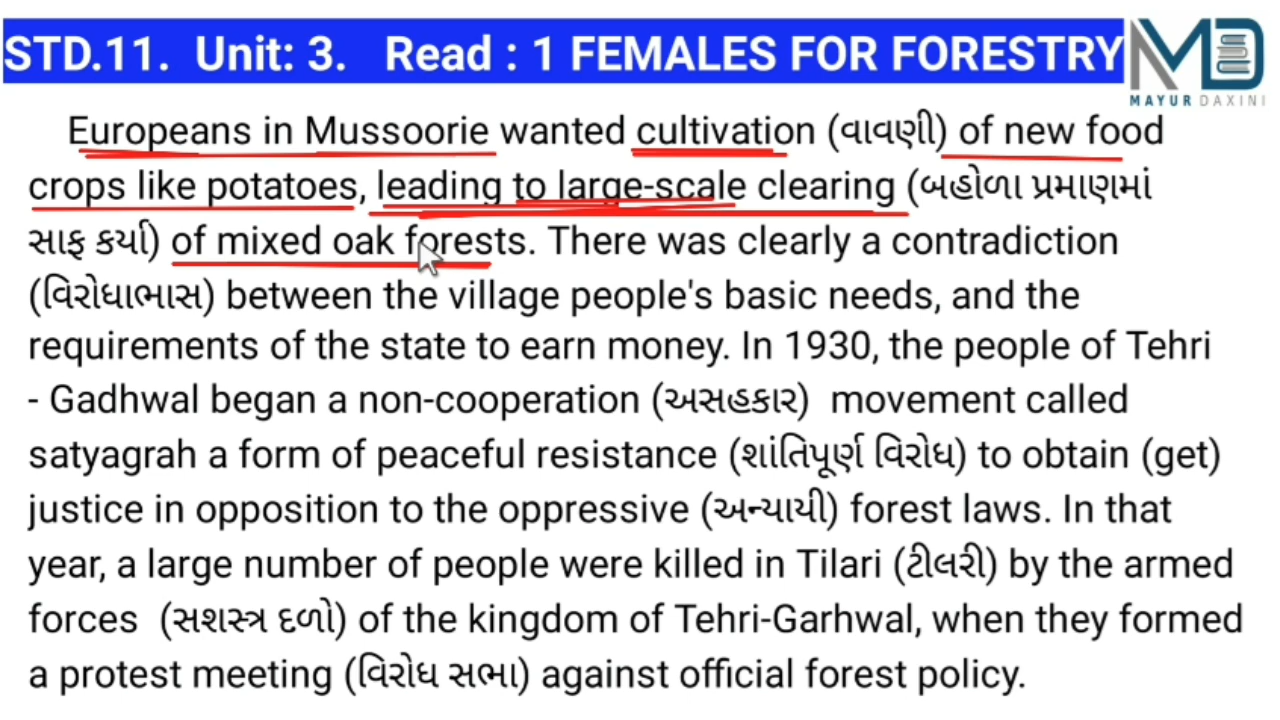 STD.11. Unit: 3. Read : 1 FEMALES FOR FORESTRY
MD
MAYUR DAXINI
Europeans in Mussoorie wanted cultivation (વાવણી) of new food
crops like potatoes, leading to large-scale clearing (બહોળા પ્રમાણમાં
સાફ કર્યા) of mixed oak forests. There was clearly a contradiction
(વિરોધાભાસ) between the village people's basic needs, and the
requirements of the state to earn money. In 1930, the people of Tehri
- Gadhwal began a non-cooperation (અસહકાર) movement called
satyagrah a form of peaceful resistance (શાંતિપૂર્ણ વિરોધ) to obtain (get)
justice in opposition to the oppressive (અન્યાયી) forest laws. In that
year, a large number of people were killed in Tilari (ટીલરી) by the armed
forces (સશસ્ત્ર દળો) of the kingdom of Tehri-Garhwal, when they formed
a protest meeting (વિરોધ સભા) against official forest policy.